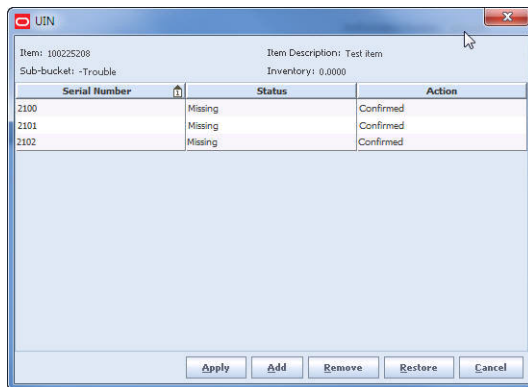 UIN
Item: 100225208 Item Description: Test item
Sub-bucket: -Trouble Inventory: 0.0000
Serial Number 1 Status Action
2100 Missing Confirmed
2101 Missing Confirmed
2102 Missing Confirmed
Apply Add Remove Restore Cancel